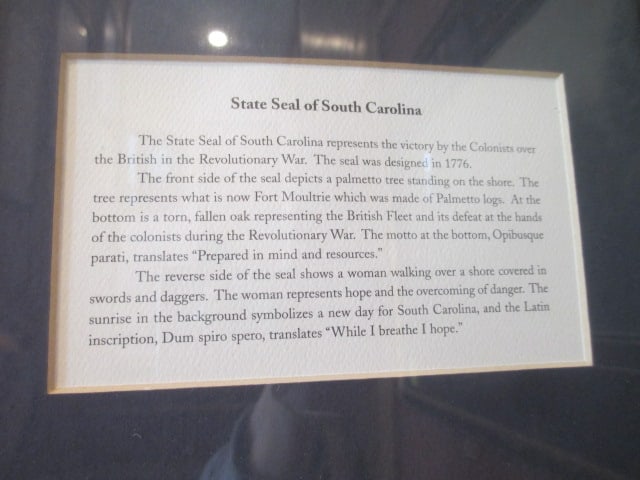 State Seal of South Carolina
The State Seal of South Carolina represents the victory by the Colonists over
the British in the Revolutionary War. The seal was designed in 1776.
The front side of the seal depicts a palmetto tree standing on the shore. The
tree represents what is now Fort Moultrie which was made of Palmetto logs. At the
bottom is a torn, fallen oak representing the British Fleet and its defeat at the hands
of the colonists during the Revolutionary War. The motto at the bottom, Opibusque
parati, translates “Prepared in mind and resources.”
The reverse side of the seal shows a woman walking over a shore covered in
swords and daggers. The woman represents hope and the overcoming of danger. The
sunrise in the background symbolizes a new day for South Carolina, and the Latin
inscription, Dum spiro spero, translates “While I breathe I hope.”